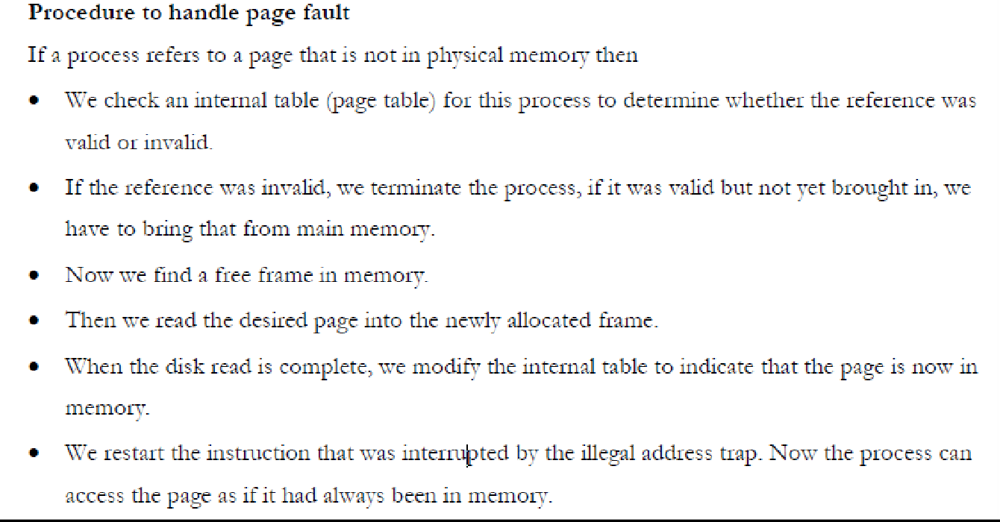 Procedure to handle page fault
If a process refers to a page that is not in physical memory then
• We check an internal table (page table) for this process to determine whether the reference was
valid or invalid.
• If the reference was invalid, we terminate the process, if it was valid but not yet brought in, we
have to bring that from main memory.
• Now we find a free frame in memory.
• Then we read the desired page into the newly allocated frame.
• When the disk read is complete, we modify the internal table to indicate that the page is now in
memory.
• We restart the instruction that was interrupted by the illegal address trap. Now the process can
access the page as if it had always been in memory.